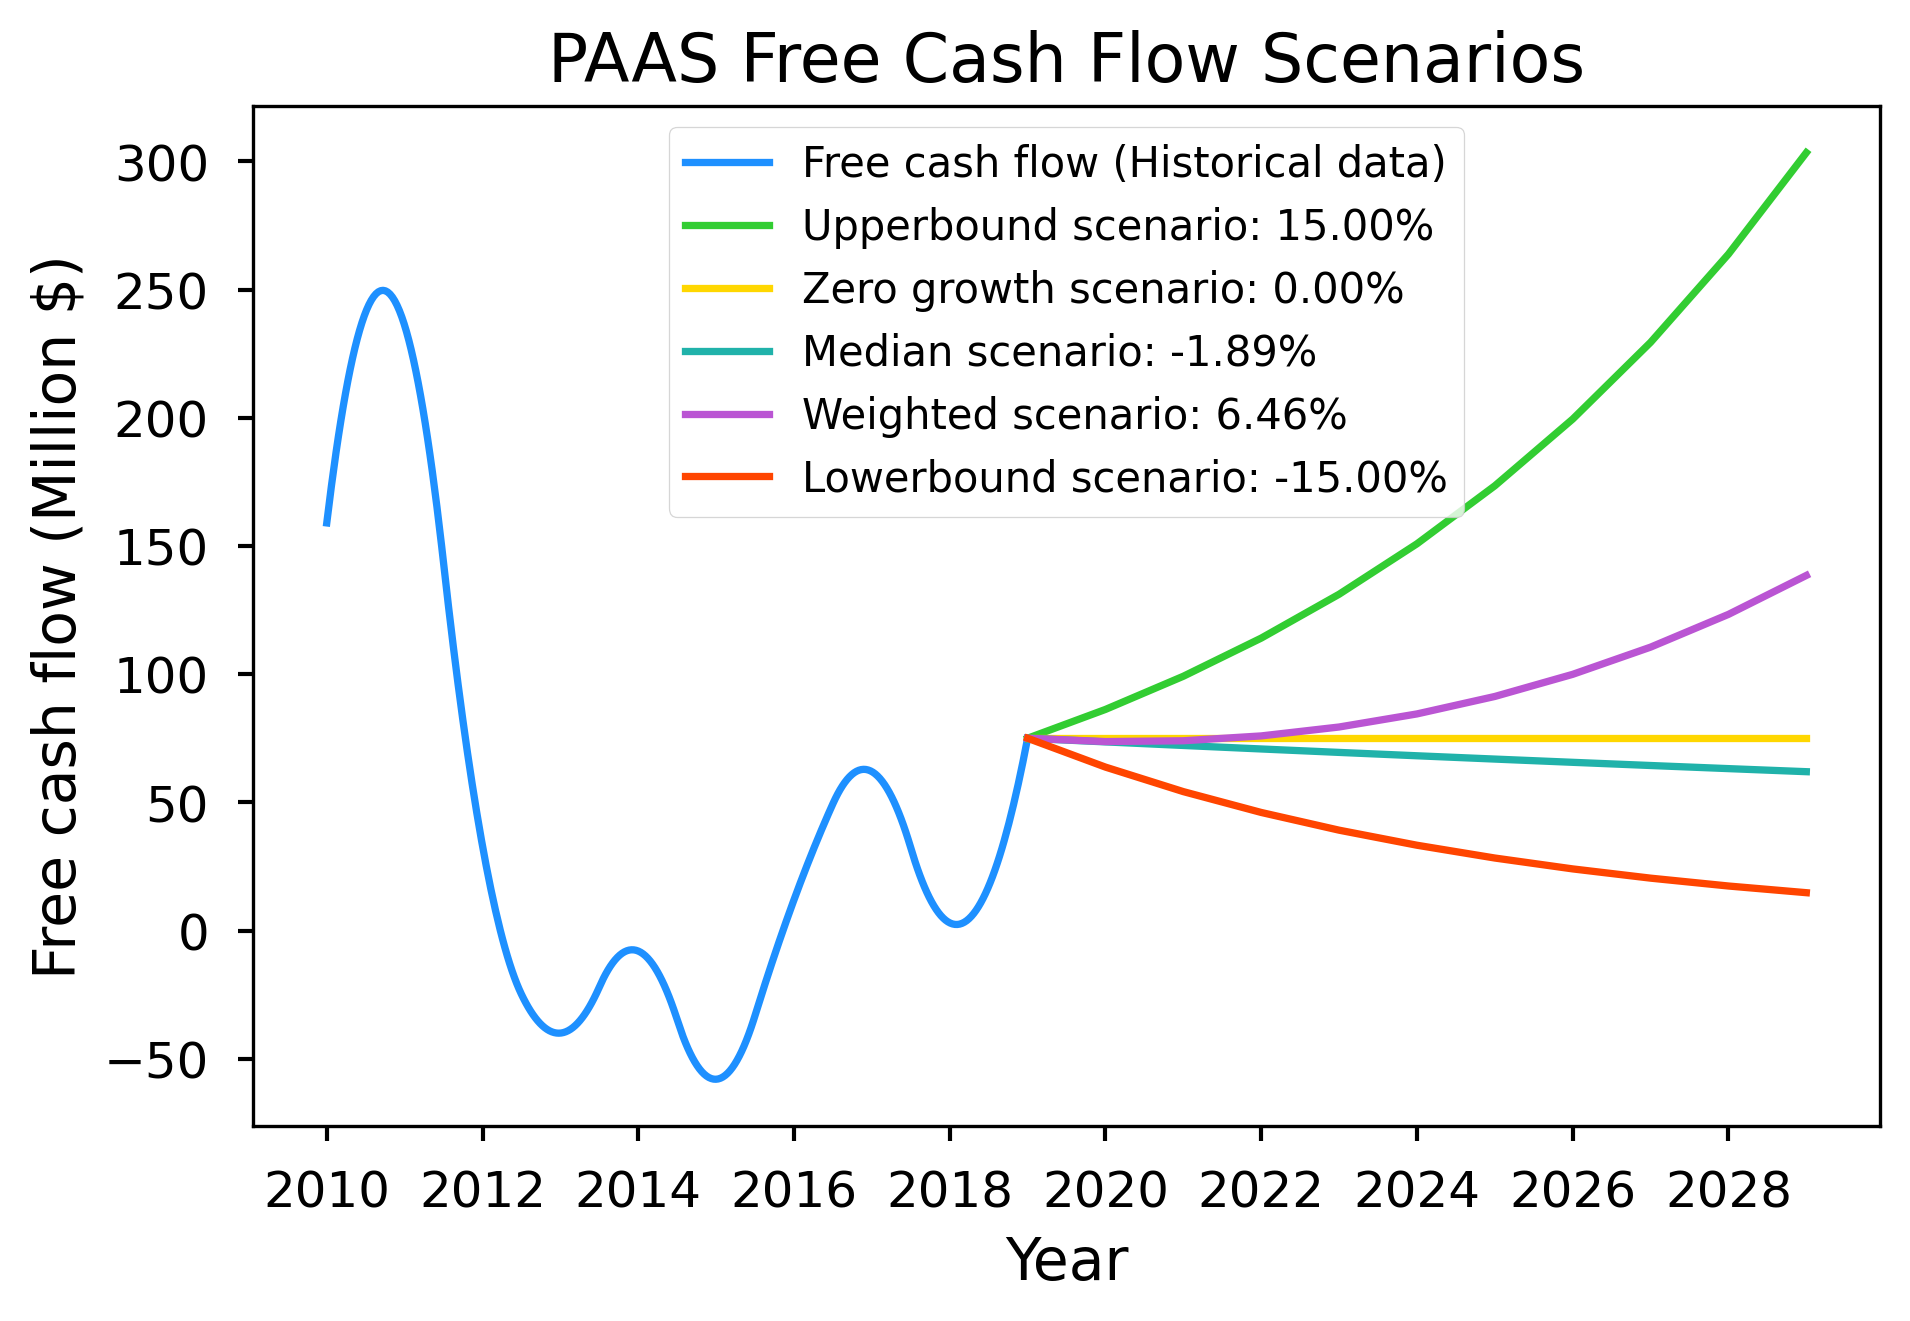 PAAS Free Cash Flow Scenarios
Free cash flow (Million $)
300
250
200
150
100
50
0
−50
Free cash flow (Historical data)
Upperbound scenario: 15.00%
Zero growth scenario: 0.00%
Median scenario: -1.89%
Weighted scenario: 6.46%
Lowerbound scenario: -15.00%
2010 2012 2014 2016 2018 2020 2022 2024 2026 2028
Year